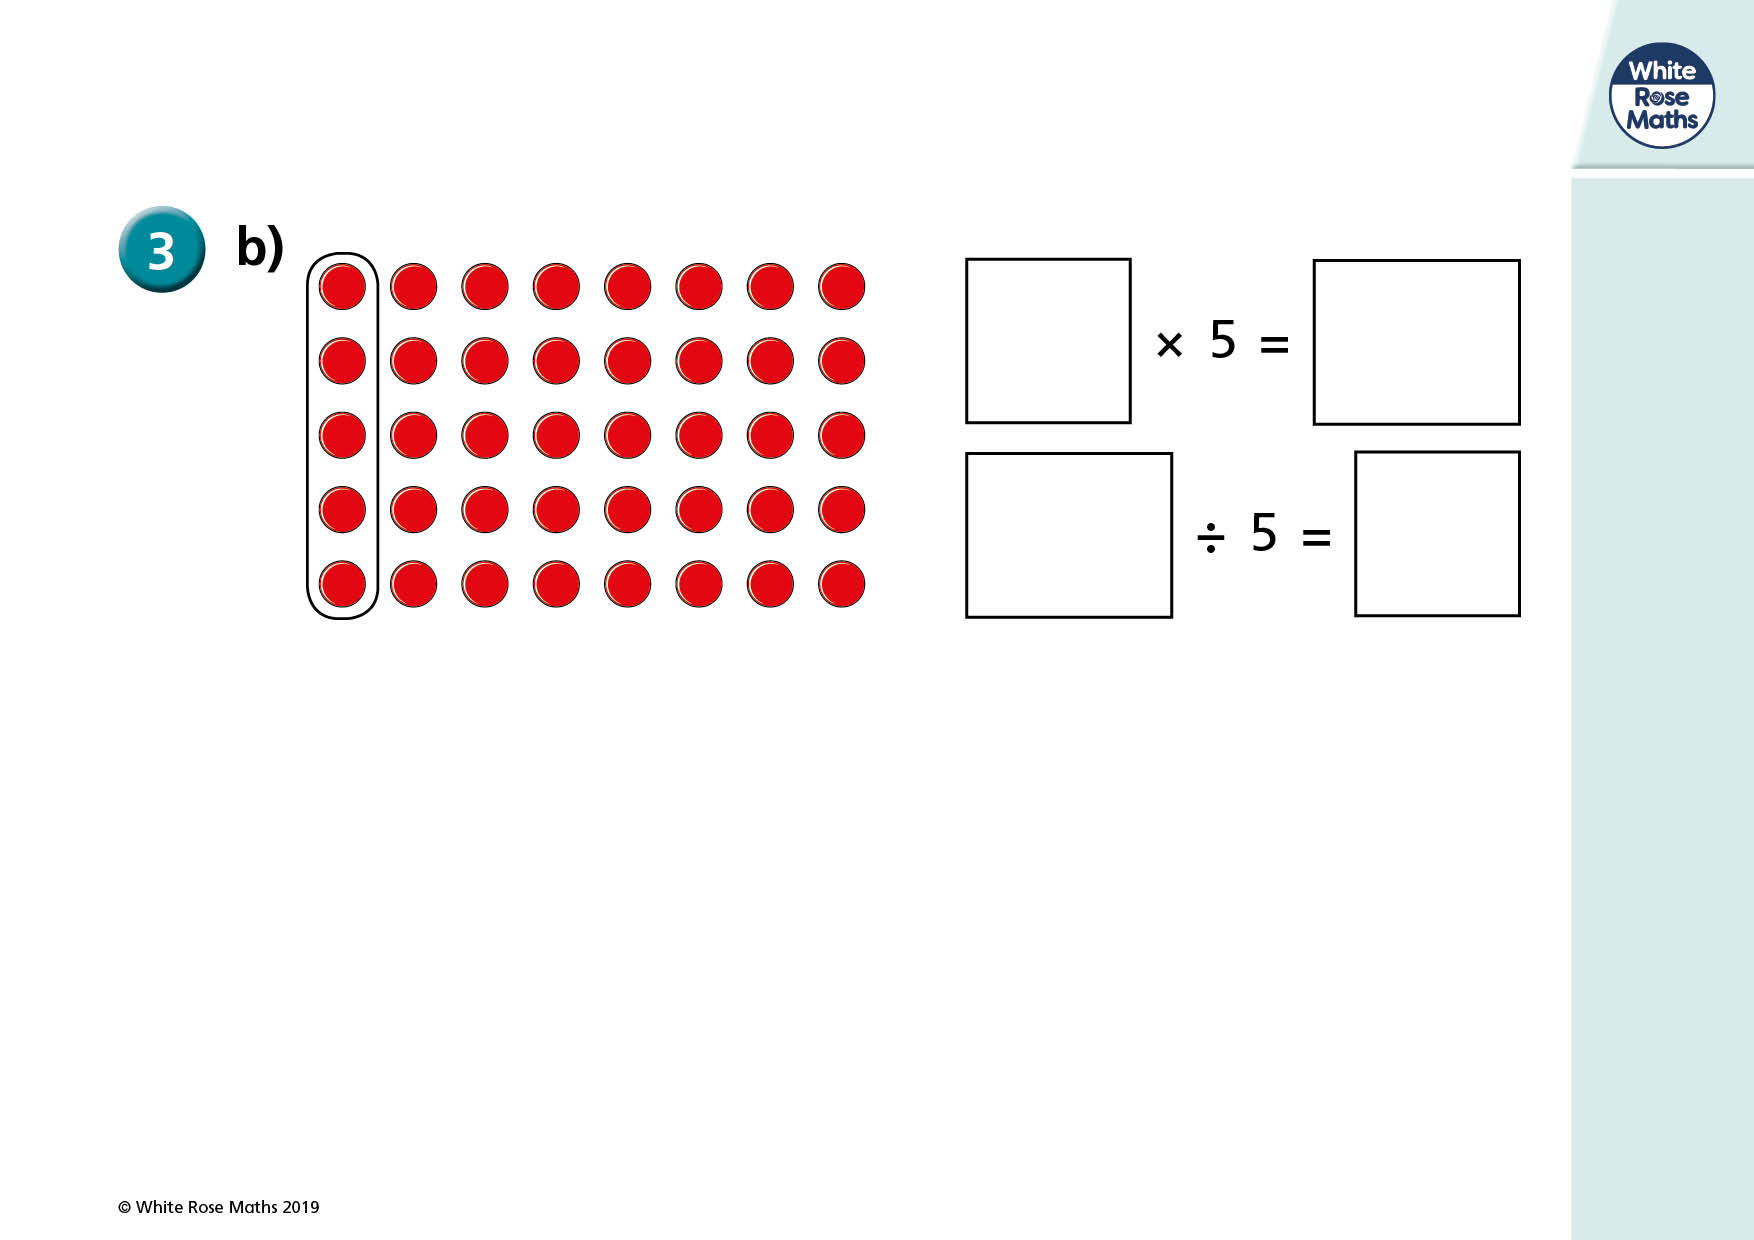 White
Rose
Maths
3 b)
× 5 =
÷ 5 =
© White Rose Maths 2019